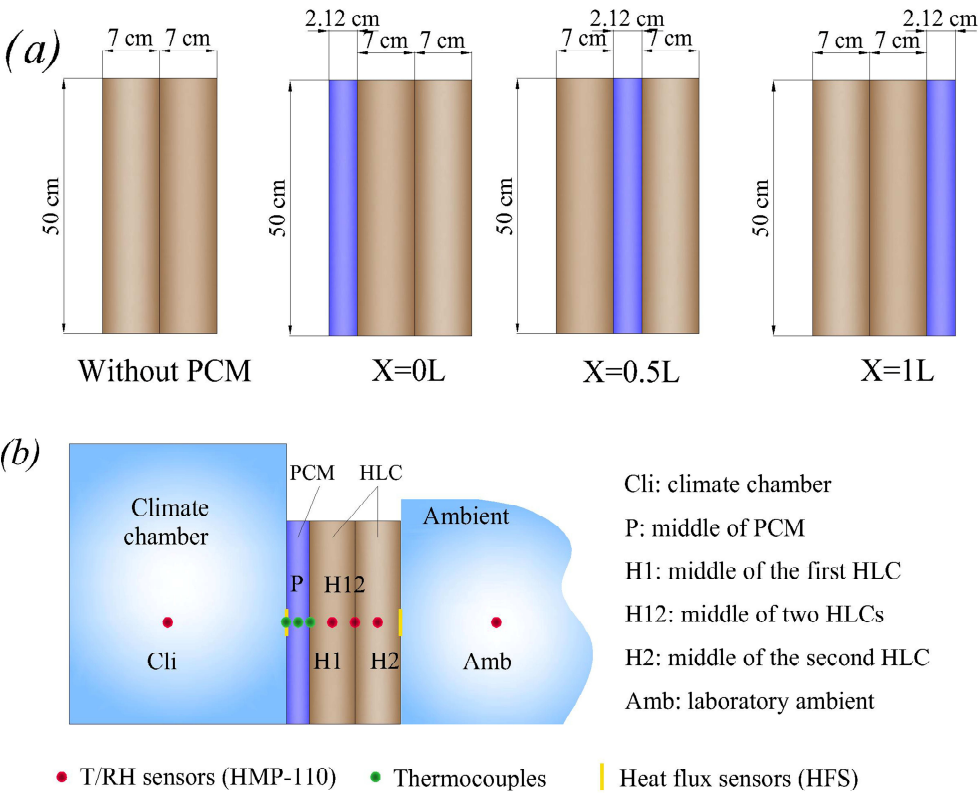 (a)
7 cm 7 cm
50 cm
Without PCM
2.12 cm
7 cm 7 cm
50 cm
X=0L
2.12 cm
7 cm 7 cm
50 cm
X=0.5L
2.12 cm
7 cm 7 cm
50 cm
X=1L
(b)
PCM HLC
Climate
chamber
Ambient
P H12
Cli H1 H2 Amb
Cli: climate chamber
P: middle of PCM
H1: middle of the first HLC
H12: middle of two HLCs
H2: middle of the second HLC
Amb: laboratory ambient
T/RH sensors (HMP-110) Thermocouples Heat flux sensors (HFS)